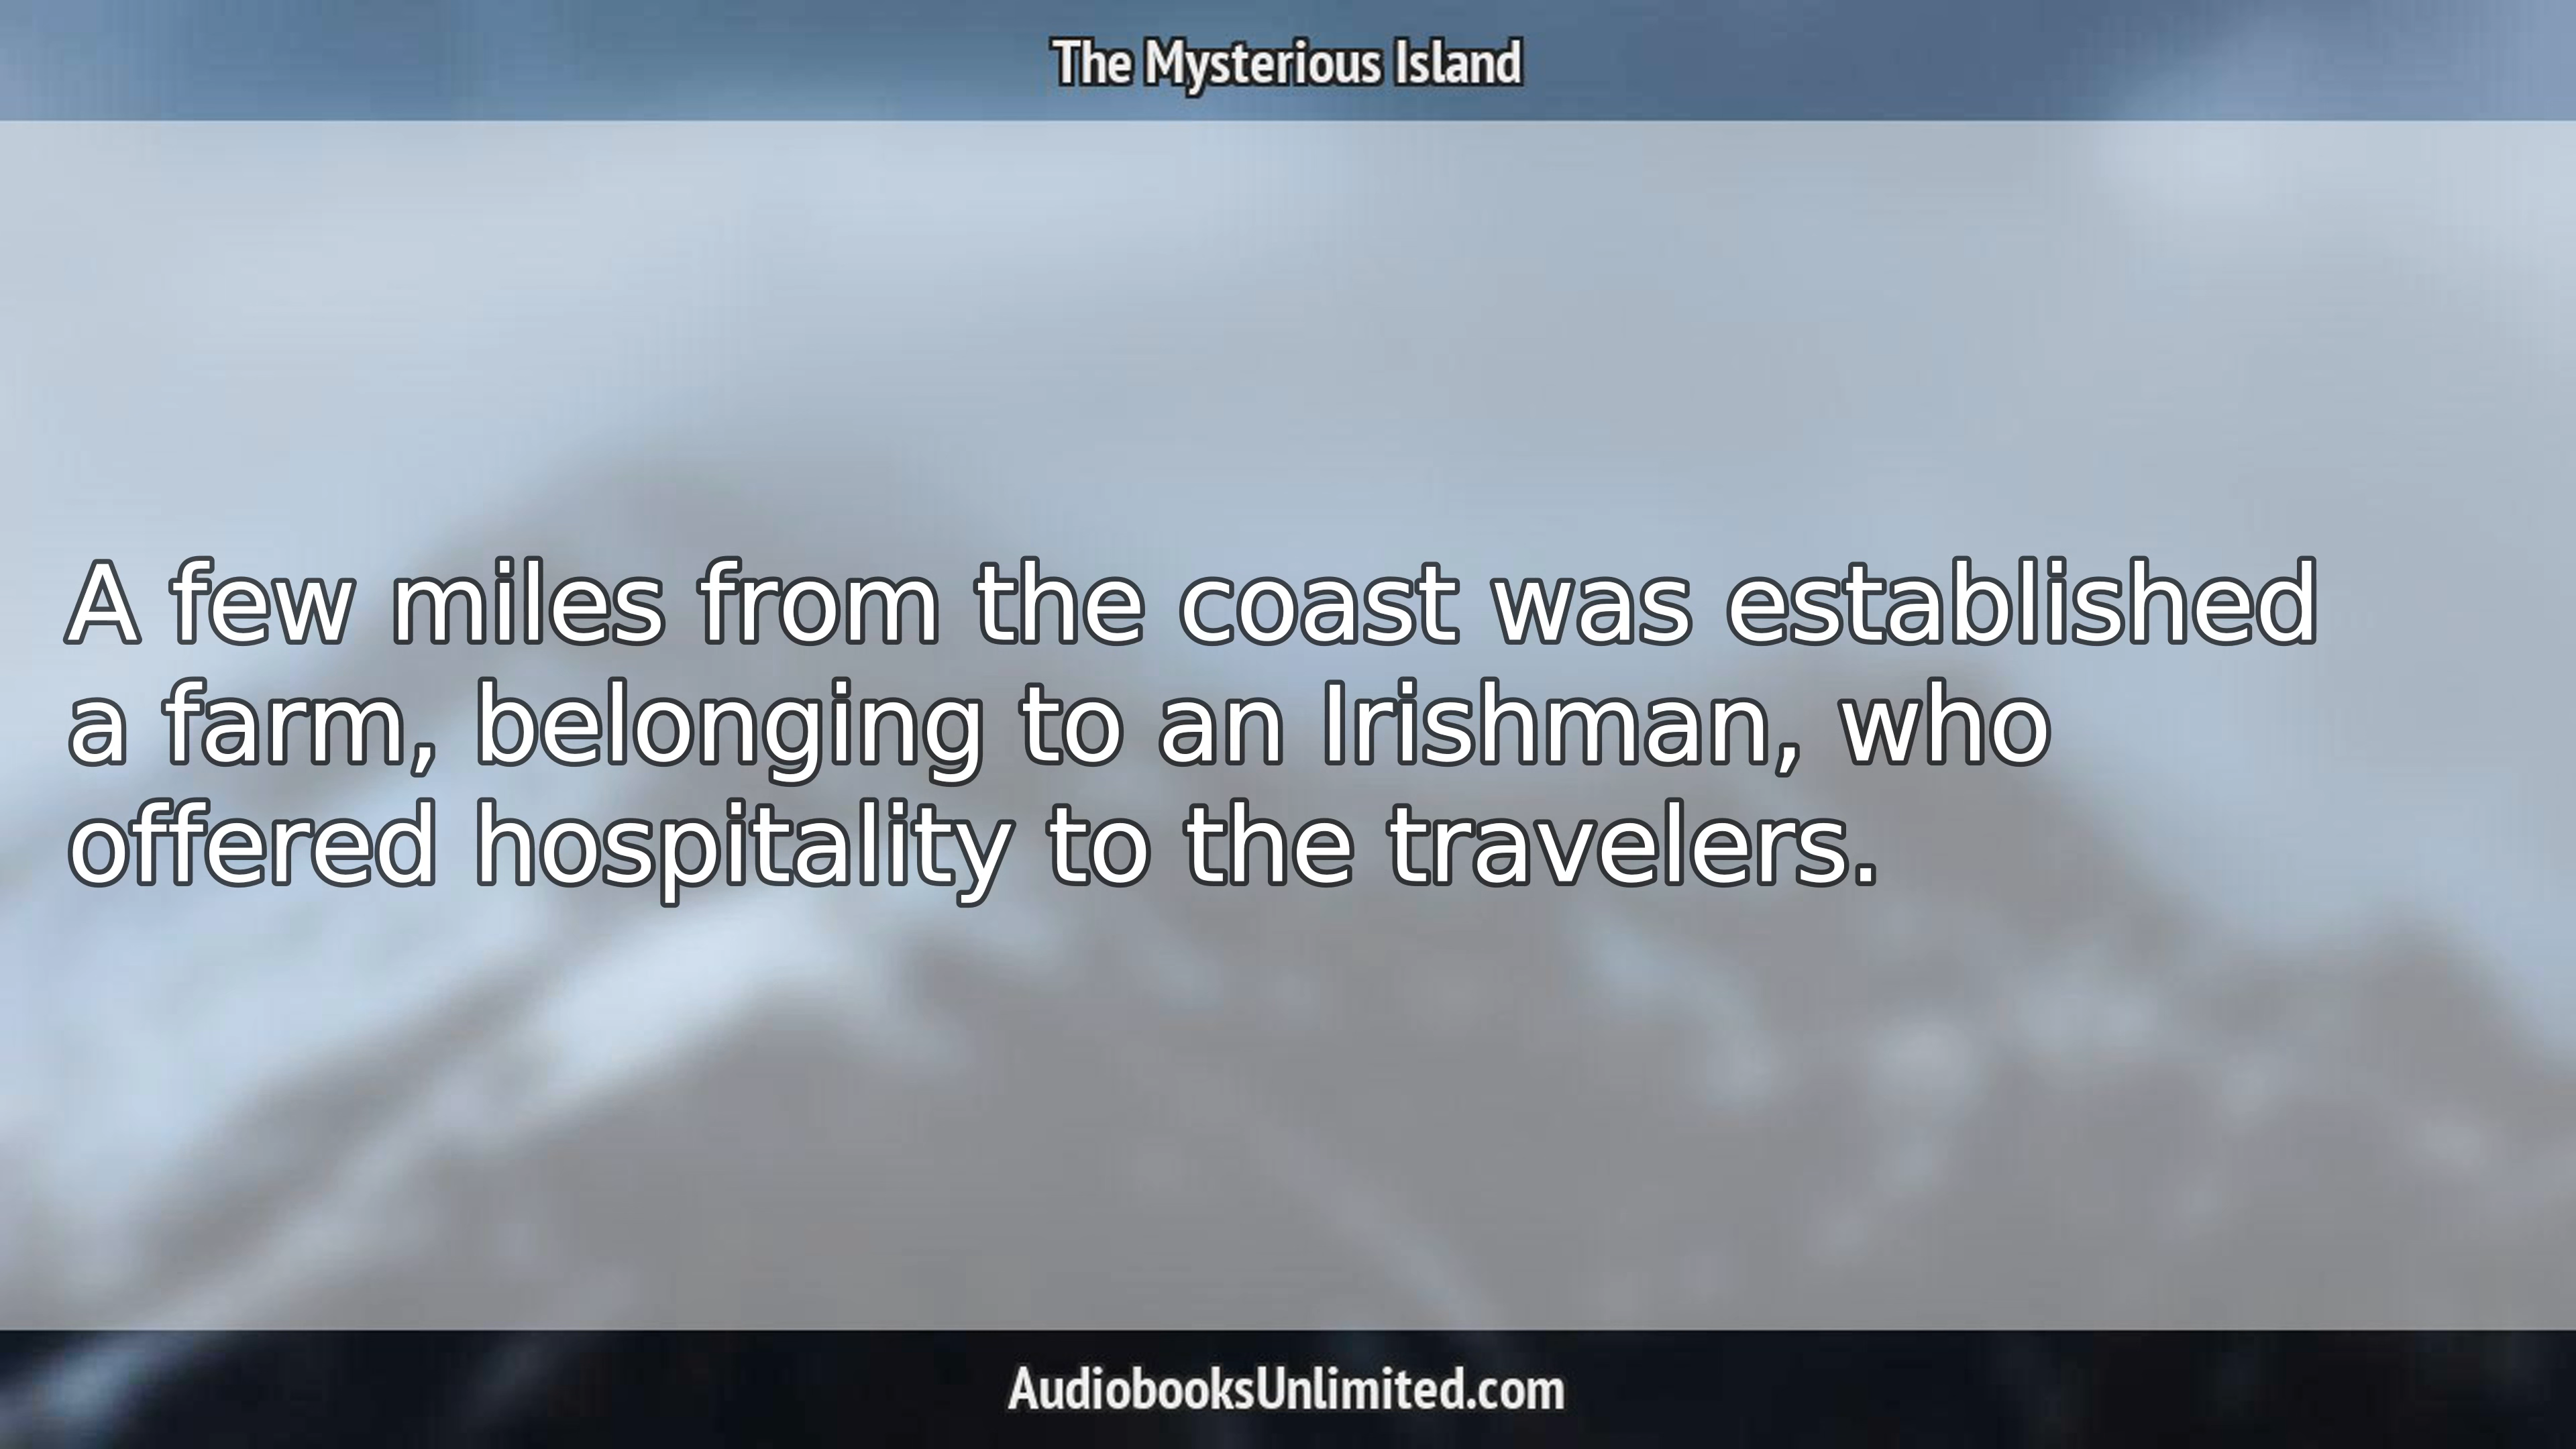 The Mysterious Island
A few miles from the coast was established
a farm, belonging to an Irishman, who
offered hospitality to the travelers.
AudiobooksUnlimited.com